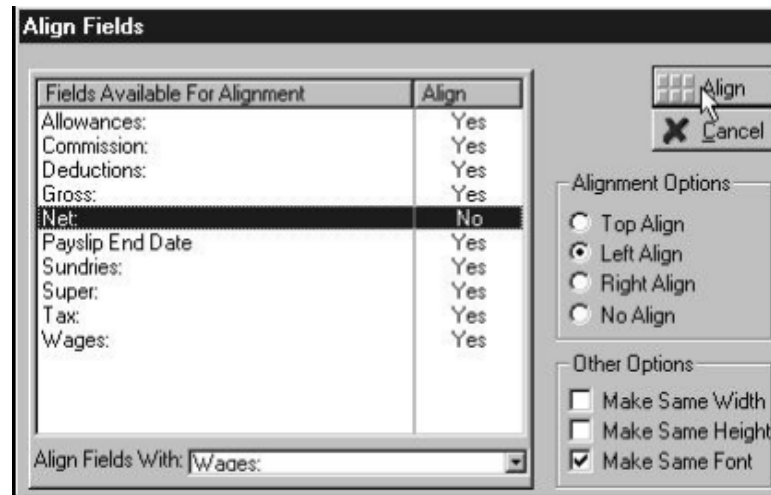 Align Fields
Fields Available For Alignment Align
Allowances: Yes
Commission: Yes
Deductions: Yes
Gross: Yes
Net: No
Payslip End Date Yes
Sundries: Yes
Super: Yes
Tax: Yes
Wages: Yes
Align Fields With: Wages:
Align
Cancel
Alignment Options
Top Align
Left Align
Right Align
No Align
Other Options
Make Same Width
Make Same Height
Make Same Font